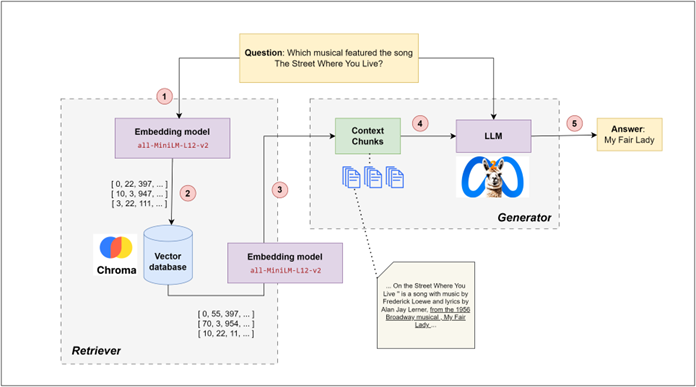 Question: Which musical featured the song
The Street Where You Live?
1
Embedding model
all-MiniLM-L12-v2
[ 0, 22, 397, ... ]
[ 10, 3, 947, ... ]
[ 3, 22, 111, ... ]
2
Chroma
Vector
database
3
Embedding model
all-MiniLM-L12-v2
[ 0, 55, 397, ... ]
[ 70, 3, 954, ... ]
[ 10, 22, 11, ... ]
Retriever
Context
Chunks
4
LLM
5
Answer:
My Fair Lady
Generator
... On the Street Where You
Live " is a song with music by
Frederick Loewe and lyrics by
Alan Jay Lerner, from the 1956
Broadway musical , My Fair
Lady ...